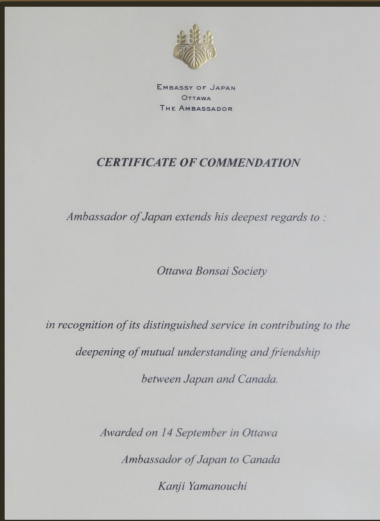 EMBASSY OF JAPAN
OTTAWA
THE AMBASSADOR
CERTIFICATE OF COMMENDATION
Ambassador of Japan extends his deepest regards to :
Ottawa Bonsai Society
in recognition of its distinguished service in contributing to the
deepening of mutual understanding and friendship
between Japan and Canada.
Awarded on 14 September in Ottawa
Ambassador of Japan to Canada
Kanji Yamanouchi